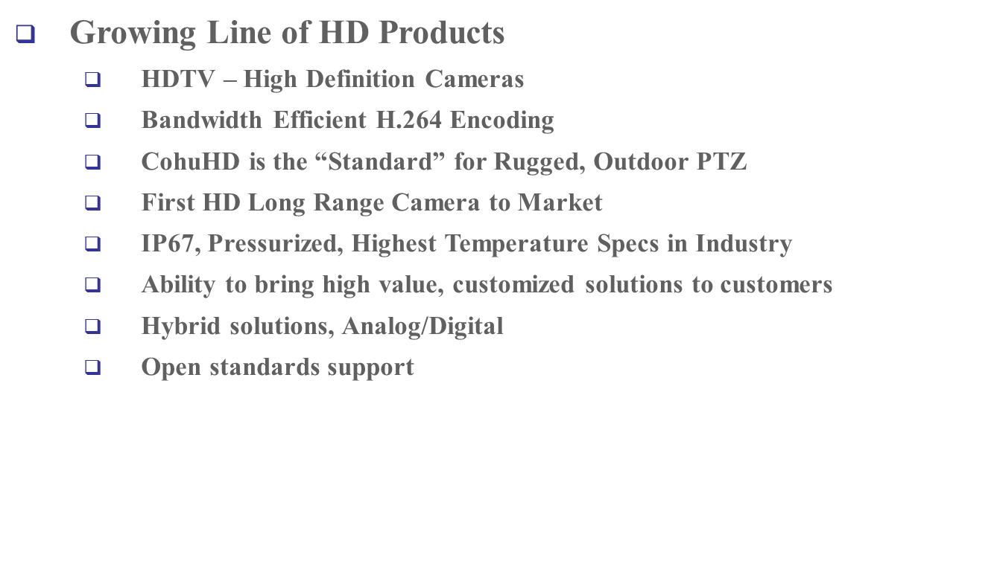 Growing Line of HD Products
HDTV – High Definition Cameras
Bandwidth Efficient H.264 Encoding
CohuHD is the “Standard” for Rugged, Outdoor PTZ
First HD Long Range Camera to Market
IP67, Pressurized, Highest Temperature Specs in Industry
Ability to bring high value, customized solutions to customers
Hybrid solutions, Analog/Digital
Open standards support